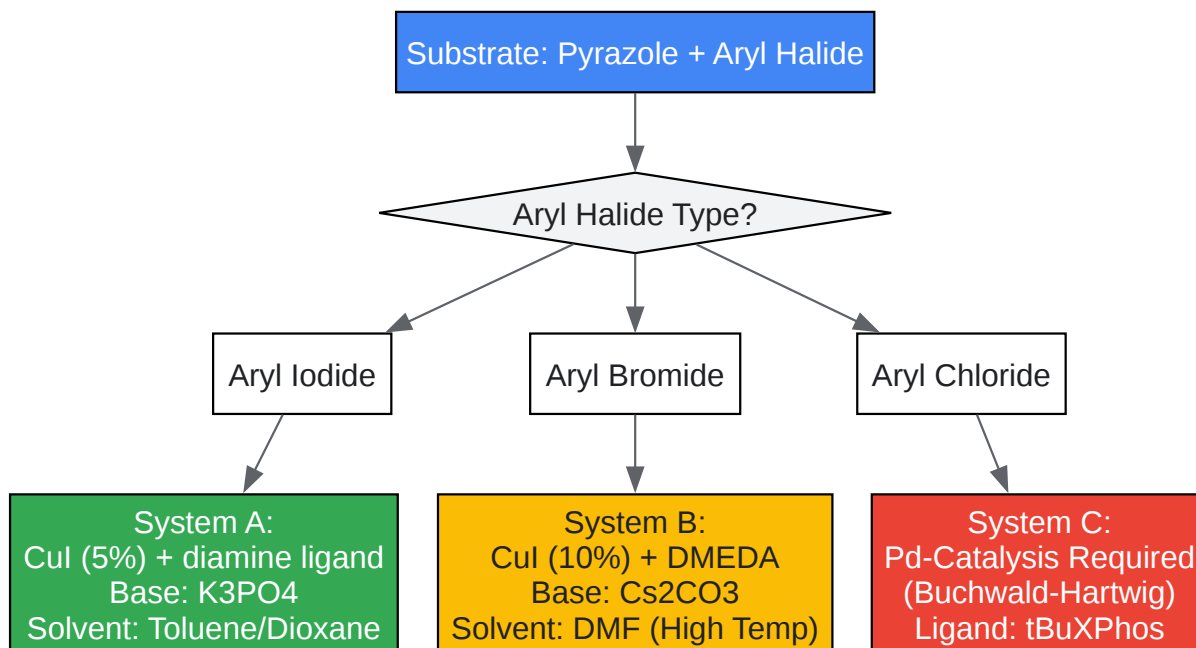 Substrate: Pyrazole + Aryl Halide
Aryl Halide Type?
Aryl Iodide
Aryl Bromide
Aryl Chloride
System A:
CuI (5%) + diamine ligand
Base: K3PO4
Solvent: Toluene/Dioxane
System B:
CuI (10%) + DMEDA
Base: Cs2CO3
Solvent: DMF (High Temp)
System C:
Pd-Catalysis Required
(Buchwald-Hartwig)
Ligand: tBuXPhos